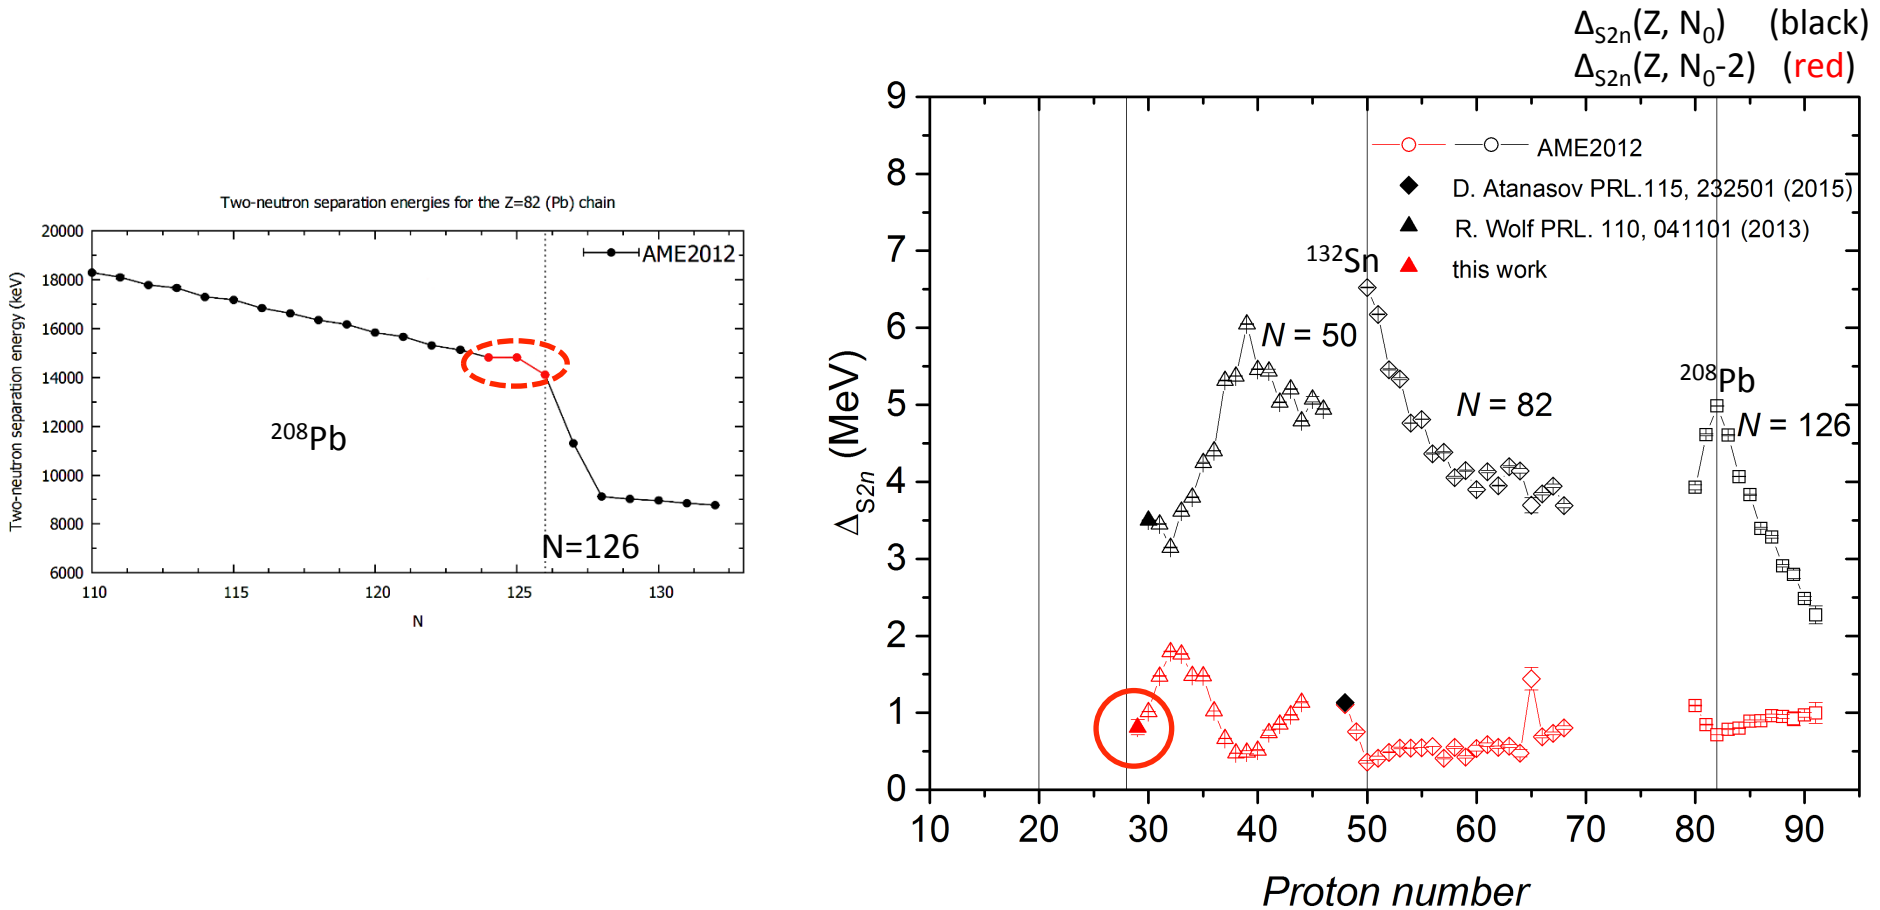 ΔS2n(Z, N0) (black)
ΔS2n(Z, N0-2) (red)
Two-neutron separation energies for the Z=82 (Pb) chain
Two-neutron separation energy (keV)
20000
18000
16000
14000
12000
10000
8000
6000
AME2012
208Pb
N=126
110 115 120 125 130
N
ΔS2n (MeV)
9
8
7
6
5
4
3
2
1
0
AME2012
D. Atanasov PRL.115, 232501 (2015)
R. Wolf PRL. 110, 041101 (2013)
this work
132Sn
N = 50
N = 82
208Pb
N = 126
10 20 30 40 50 60 70 80 90
Proton number